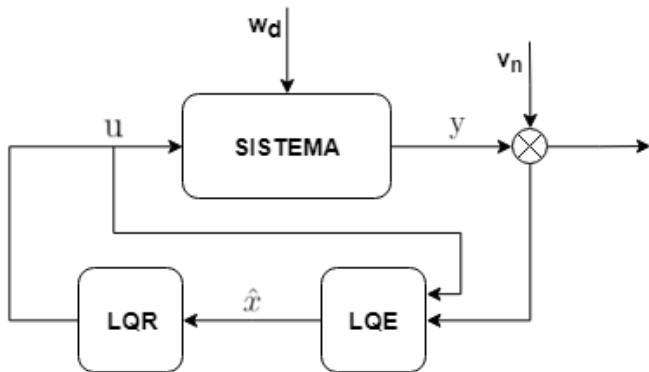 w_d
v_n
u
SISTEMA
y
LQR
x̂
LQE